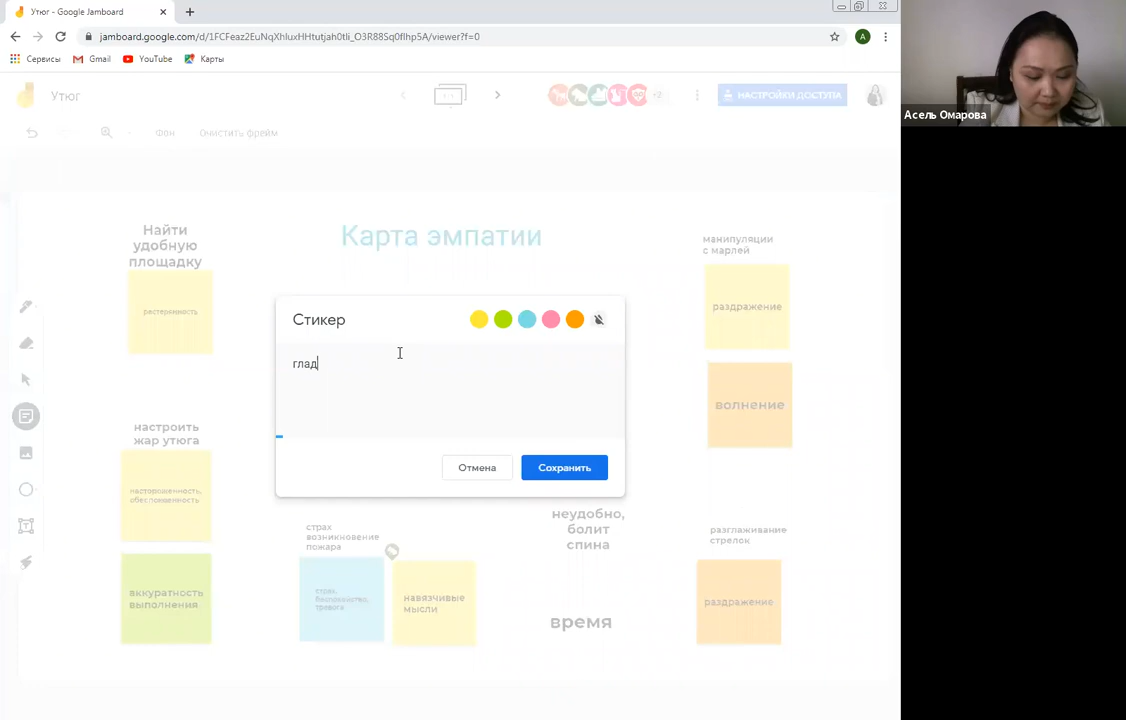 Утюг - Google Jamboard
jamboard.google.com/d/1FCFeaz2EuNqXhluxHHtutjah0tli_O3R88Sq0flhp5A/viewer?f=0
A
Сервисы
Gmail
YouTube
Карты
Утюг
НАСТРОЙКИ ДОСТУПА
Фон
Очистить фрейм
Асель Омарова
Найти
удобную
площадку
Карта эмпатии
манипуляции
с марлей
растерянность
раздражение
Стикер
глад
Отмена
Сохранить
волнение
настроить
жар утюга
настороженность,
аккуратность
выполнения
страх
возникновение
пожара
страх,
беспокойство,
тревога
навязчивые
мысли
неудобно,
болит
спина
время
разглаживание
стрелок
раздражение